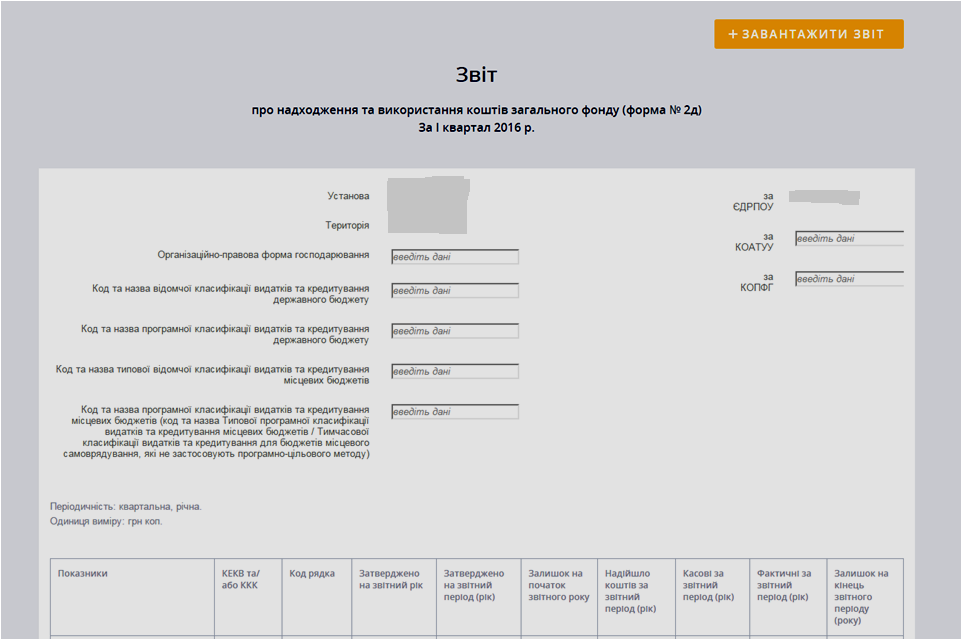 + ЗАВАНТАЖИТИ ЗВІТ
Звіт
про надходження та використання коштів загального фонду (форма № 2д)
За І квартал 2016 р.
Установа
Територія
Організаційно-правова форма господарювання
введіть дані
Код та назва відомчої класифікації видатків та кредитування
державного бюджету
введіть дані
Код та назва програмної класифікації видатків та кредитування
державного бюджету
введіть дані
Код та назва типової відомчої класифікації видатків та кредитування
місцевих бюджетів
введіть дані
Код та назва програмної класифікації видатків та кредитування
місцевих бюджетів (код та назва Типової програмної класифікації
видатків та кредитування місцевих бюджетів / Тимчасової
класифікації видатків та кредитування для бюджетів місцевого
самоврядування, які не застосовують програмно-цільового методу)
введіть дані
за
ЄДРПОУ
за
КОАТУУ
введіть дані
за
КОПФГ
введіть дані
Періодичність: квартальна, річна.
Одиниця виміру: грн коп.
Показники
КЕКВ та/
або ККК
Код рядка
Затверджено
на звітний рік
Затверджено
на звітний
період (рік)
Залишок на
початок
звітного року
Надійшло
коштів за
звітний
період (рік)
Касові за
звітний
період (рік)
Фактичні за
звітний
період (рік)
Залишок на
кінець
звітного
періоду
(року)